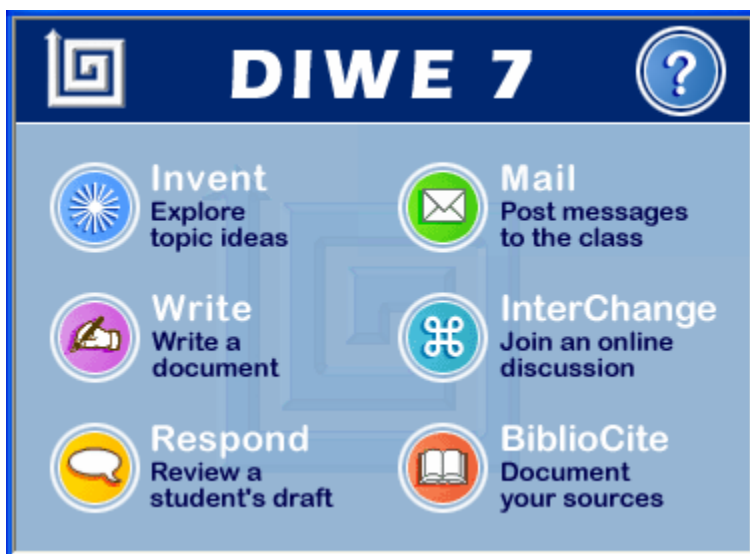 DIWE 7
?
Invent
Explore
topic ideas
Mail
Post messages
to the class
Write
Write a
document
InterChange
Join an online
discussion
Respond
Review a
student's draft
BiblioCite
Document
your sources